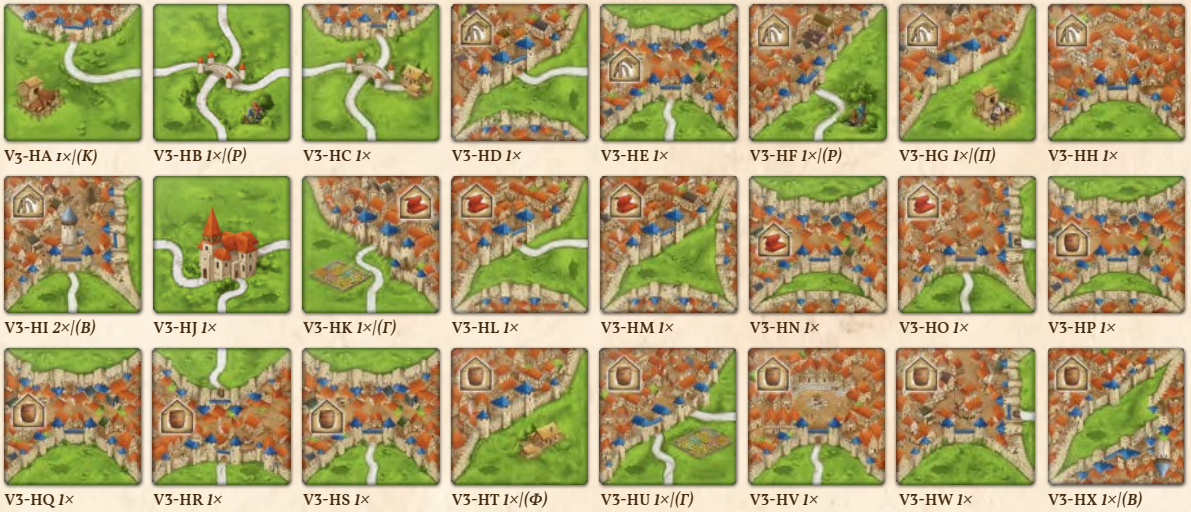 V3-HA 1×|(К) V3-HB 1×|(Р) V3-HC 1× V3-HD 1× V3-HE 1× V3-HF 1×|(Р) V3-HG 1×|(П) V3-HH 1×
V3-HI 2×|(В) V3-HJ 1× V3-HK 1×|(Г) V3-HL 1× V3-HM 1× V3-HN 1× V3-HO 1× V3-HP 1×
V3-HQ 1× V3-HR 1× V3-HS 1× V3-HT 1×|(Ф) V3-HU 1×|(Г) V3-HV 1× V3-HW 1× V3-HX 1×|(В)